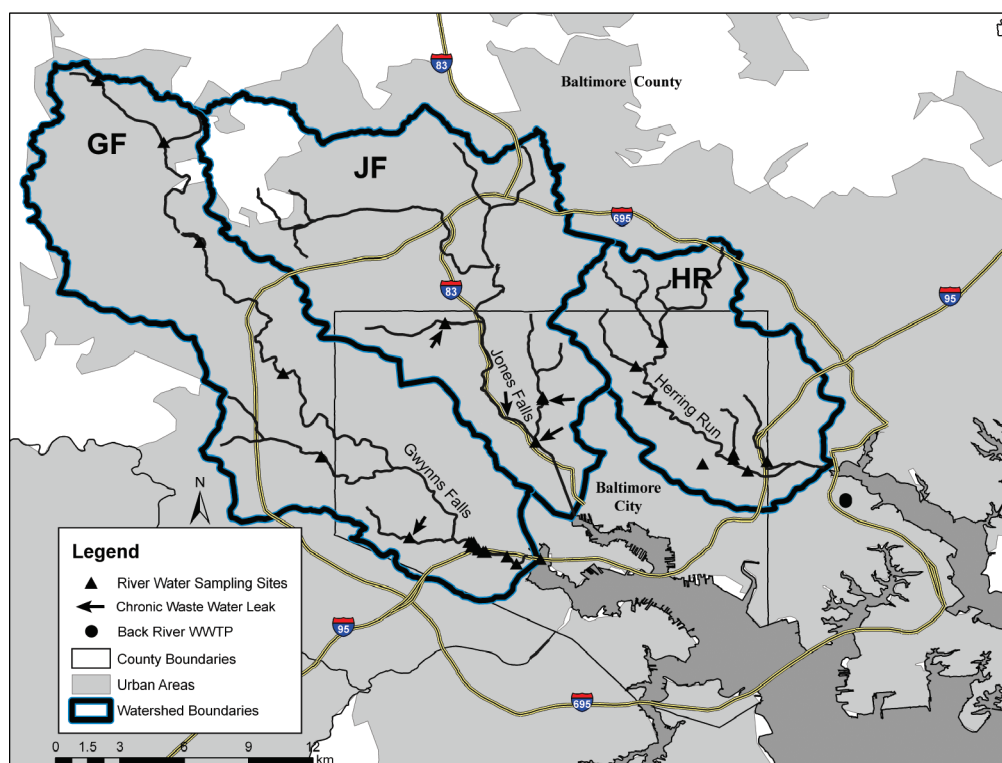 83
Baltimore County
GF
JF
695
HR
95
83
Jones Falls
Herring Run
Gwynns Falls
Baltimore
City
N
Legend
River Water Sampling Sites
Chronic Waste Water Leak
Back River WWTP
County Boundaries
Urban Areas
Watershed Boundaries
95
695
0 1.5 3 6 9 12
km